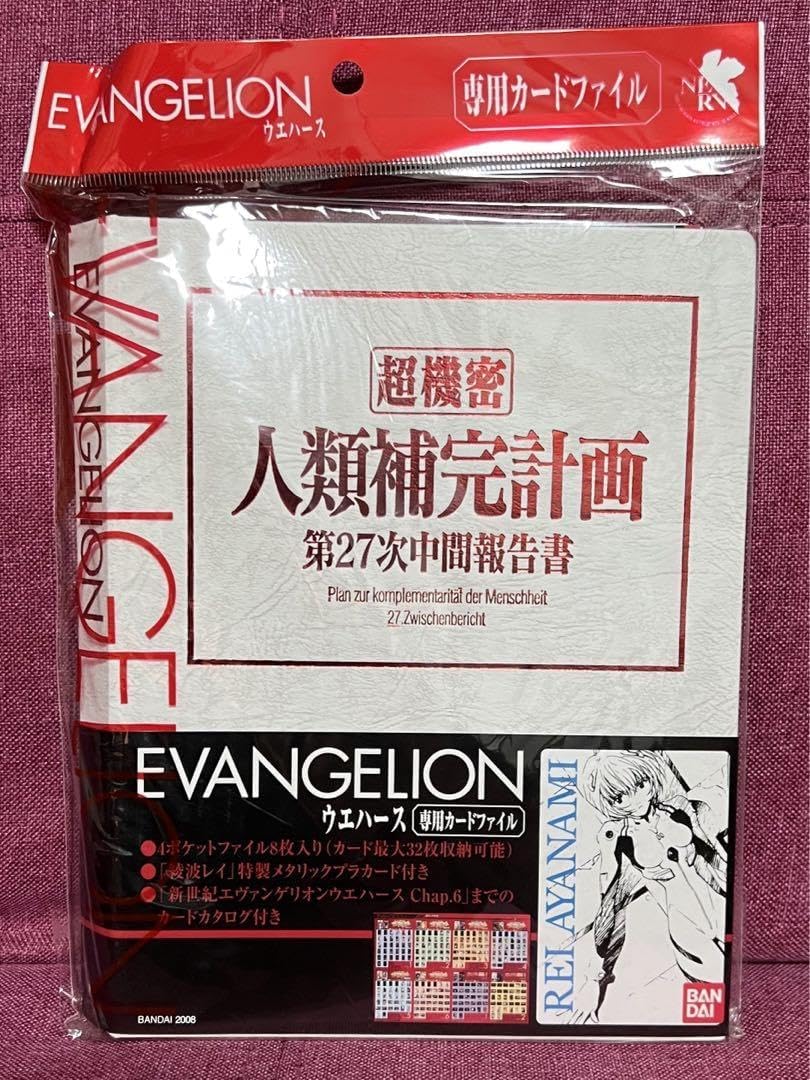 EVANGELION
ウエハース
専用カードファイル
NERV
EVANGELION
EVANGELION
超機密
人類補完計画
第27次中間報告書
Plan zur komplementarität der Menschheit
27.Zwischenbericht
EVANGELION
ウエハース 専用カードファイル
●4ポケットファイル8枚入り(カード最大32枚収納可能)
●「綾波レイ」特製メタリックプラカード付き
●「新世紀エヴァンゲリオンウエハース Chap.6」までの
カードカタログ付き
REI AYANAMI
BANDAI 2008
BAN
DAI